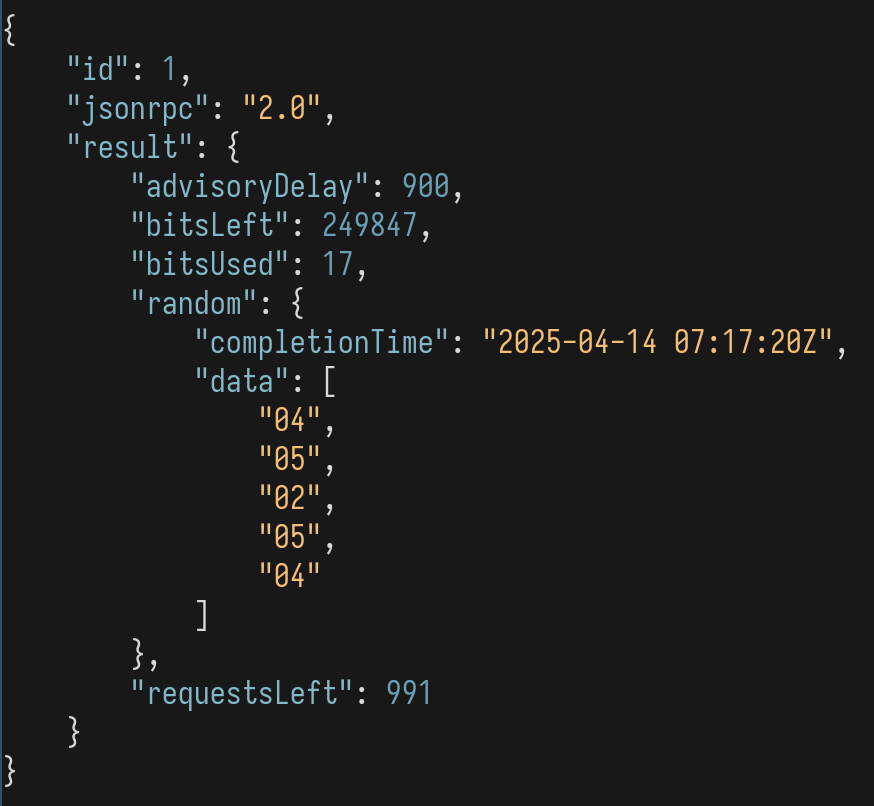 {
    "id": 1,
    "jsonrpc": "2.0",
    "result": {
        "advisoryDelay": 900,
        "bitsLeft": 249847,
        "bitsUsed": 17,
        "random": {
            "completionTime": "2025-04-14 07:17:20Z",
            "data": [
                "04",
                "05",
                "02",
                "05",
                "04"
            ]
        },
        "requestsLeft": 991
    }
}